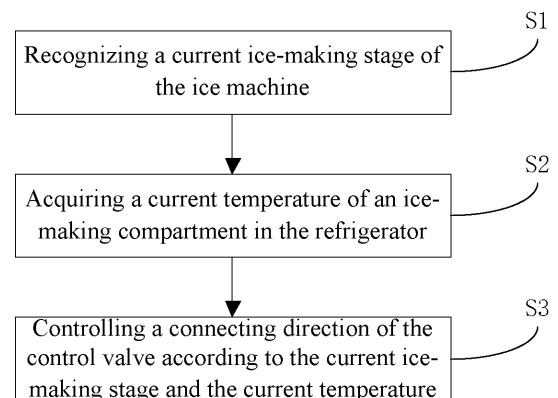 S1
Recognizing a current ice-making stage of
the ice machine
S2
Acquiring a current temperature of an ice-
making compartment in the refrigerator
S3
Controlling a connecting direction of the
control valve according to the current ice-
making stage and the current temperature